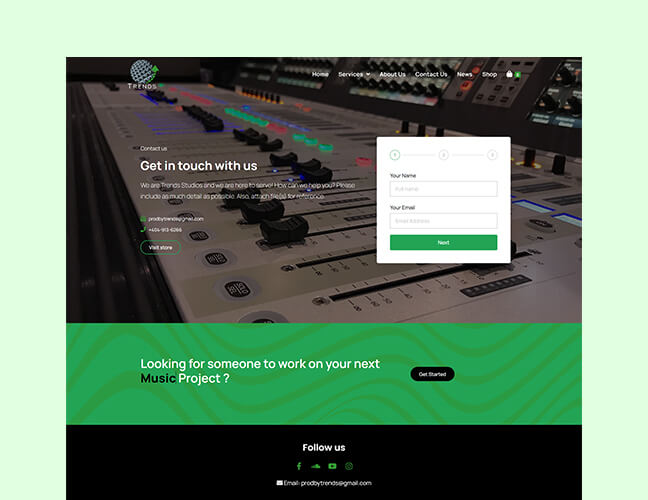 Home Services About Us Contact Us News Shop
TRENDS
Contact us
Get in touch with us
We are Trends Studios and we are here to serve! How can we help you? Please
include as much detail as possible. Also, attach file(s) for reference.
prodbytrends@gmail.com
+404-913-6266
Visit store
1 2 3
Your Name
Full name
Your Email
Email Address
Next
Looking for someone to work on your next
Music Project ?
Get Started
Follow us
Email: prodbytrends@gmail.com